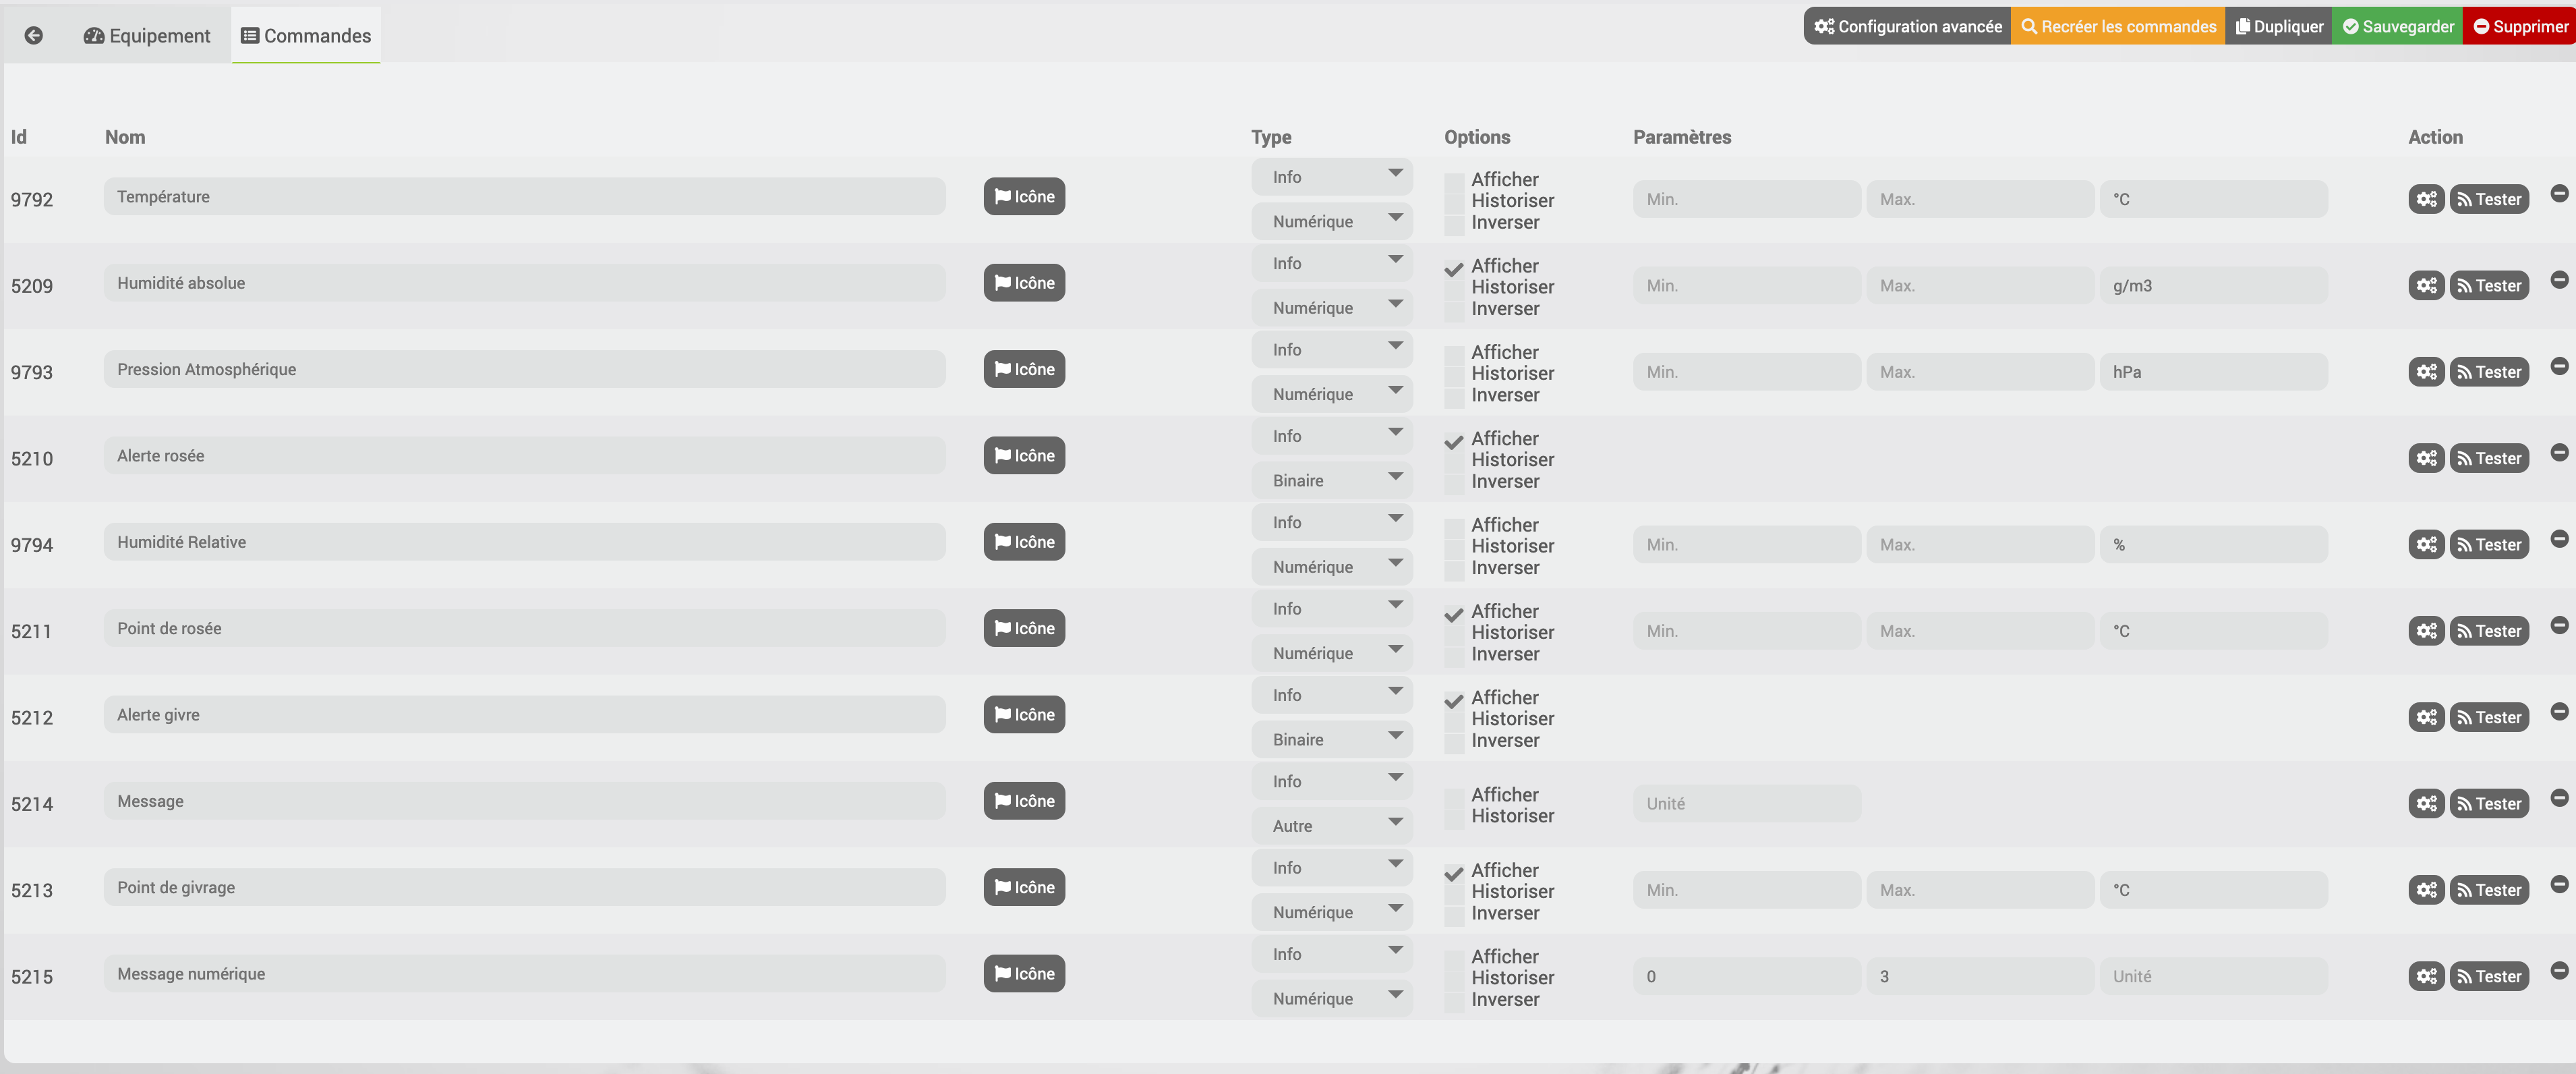 Equipement Commandes Configuration avancée Recréer les commandes Dupliquer Sauvegarder Supprimer
Id Nom Type Options Paramètres Action
9792 Température Icône Info Numérique Afficher Historiser Inverser Min. Max. °C Tester
5209 Humidité absolue Icône Info Numérique Afficher Historiser Inverser Min. Max. g/m3 Tester
9793 Pression Atmosphérique Icône Info Numérique Afficher Historiser Inverser Min. Max. hPa Tester
5210 Alerte rosée Icône Info Binaire Afficher Historiser Inverser Tester
9794 Humidité Relative Icône Info Numérique Afficher Historiser Inverser Min. Max. % Tester
5211 Point de rosée Icône Info Numérique Afficher Historiser Inverser Min. Max. °C Tester
5212 Alerte givre Icône Info Binaire Afficher Historiser Inverser Tester
5214 Message Icône Info Autre Afficher Historiser Unité Tester
5213 Point de givrage Icône Info Numérique Afficher Historiser Inverser Min. Max. °C Tester
5215 Message numérique Icône Info Numérique Afficher Historiser Inverser 0 3 Unité Tester